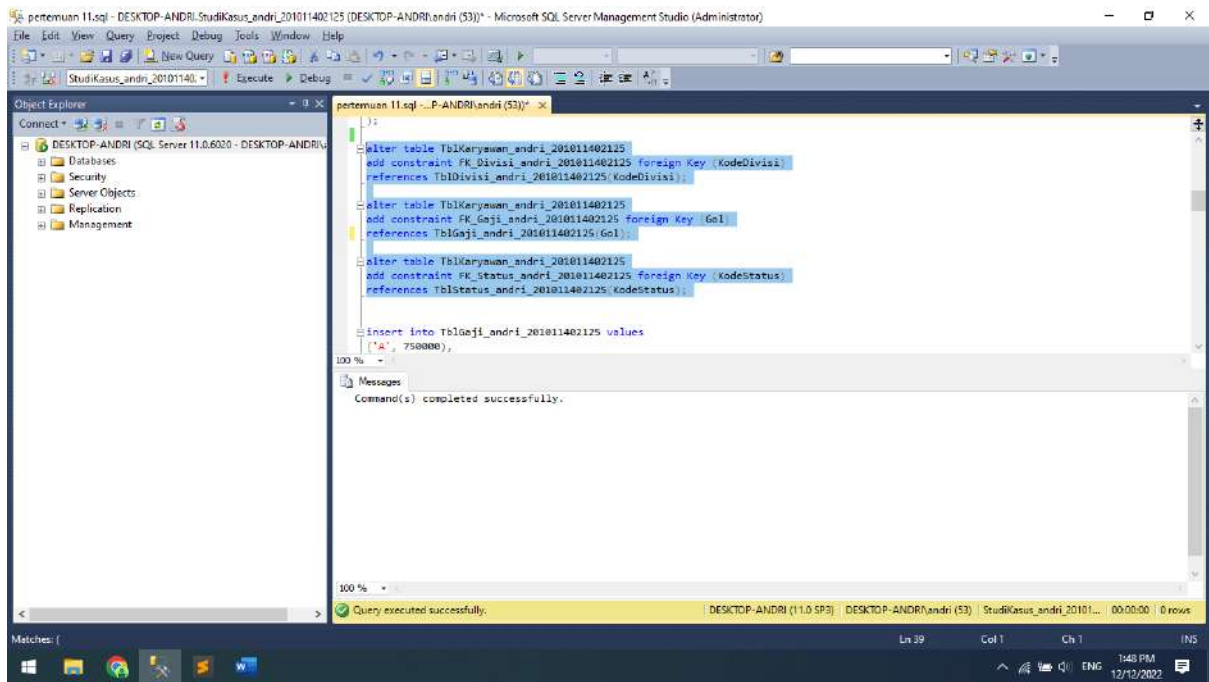 pertemuan 11.sql - DESKTOP-ANDRI.StudiKasus_andri_201011402125 (DESKTOP-ANDRI\andri (53))* - Microsoft SQL Server Management Studio (Administrator)
File Edit View Query Project Debug Tools Window Help
New Query
StudiKasus_andri_20101140
Execute Debug
Object Explorer
pertemuan 11.sql -...P-ANDRI\andri (53))*
Connect
DESKTOP-ANDRI (SQL Server 11.0.6020 - DESKTOP-ANDRI\
Databases
Security
Server Objects
Replication
Management
);
alter table TblKaryawan_andri_201011402125
add constraint FK_Divisi_andri_201011402125 foreign Key (KodeDivisi)
references TblDivisi_andri_201011402125(KodeDivisi);
alter table TblKaryawan_andri_201011402125
add constraint FK_Gaji_andri_201011402125 foreign Key (Gol)
references TblGaji_andri_201011402125(Gol);
alter table TblKaryawan_andri_201011402125
add constraint FK_Status_andri_201011402125 foreign Key (KodeStatus)
references TblStatus_andri_201011402125(KodeStatus);
insert into TblGaji_andri_201011402125 values
('A', 750000),
100 %
Messages
Command(s) completed successfully.
100 %
Query executed successfully.
DESKTOP-ANDRI (11.0 SP3) DESKTOP-ANDRI\andri (53) StudiKasus_andri_20101... 00:00:00 0 rows
Matches: (
Ln 39 Col 1 Ch 1 INS
ENG
1:48 PM
12/12/2022